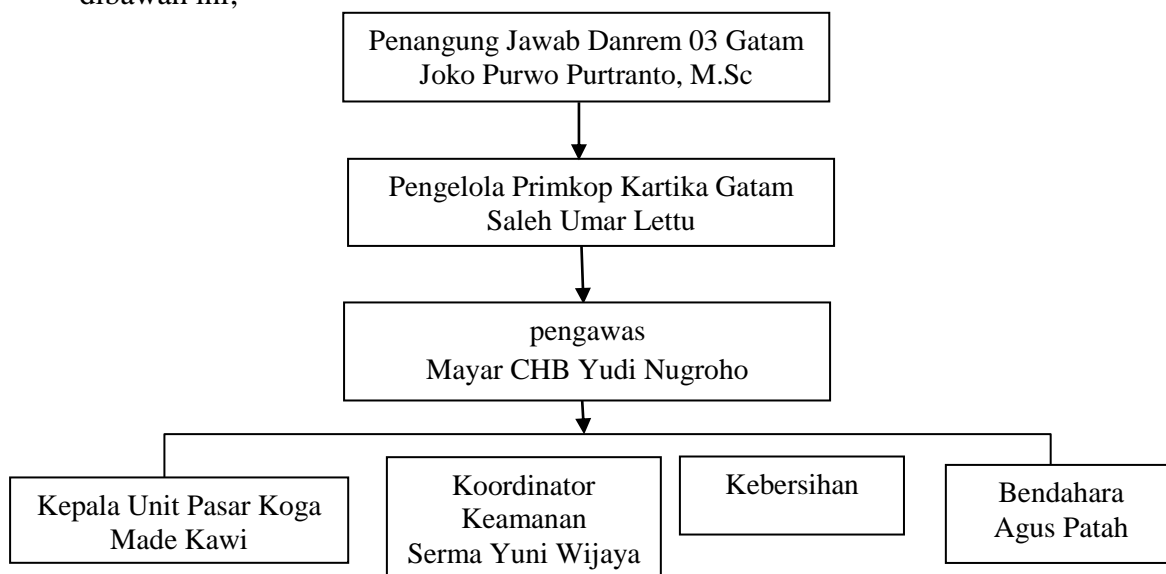 dibawah ini;
Penangung Jawab Danrem 03 Gatam
Joko Purwo Purtranto, M.Sc
Pengelola Primkop Kartika Gatam
Saleh Umar Lettu
pengawas
Mayar CHB Yudi Nugroho
Kepala Unit Pasar Koga
Made Kawi
Koordinator
Keamanan
Serma Yuni Wijaya
Kebersihan
Bendahara
Agus Patah